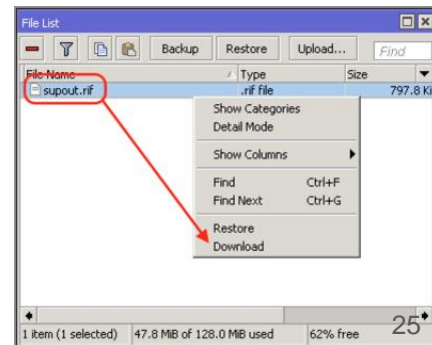 File List
Backup Restore Upload... Find
File Name Type Size
supout.rif .rif file 797.8 Ki
Show Categories
Detail Mode
Show Columns
Find Ctrl+F
Find Next Ctrl+G
Restore
Download
1 item (1 selected) 47.8 MiB of 128.0 MiB used 62% free
25